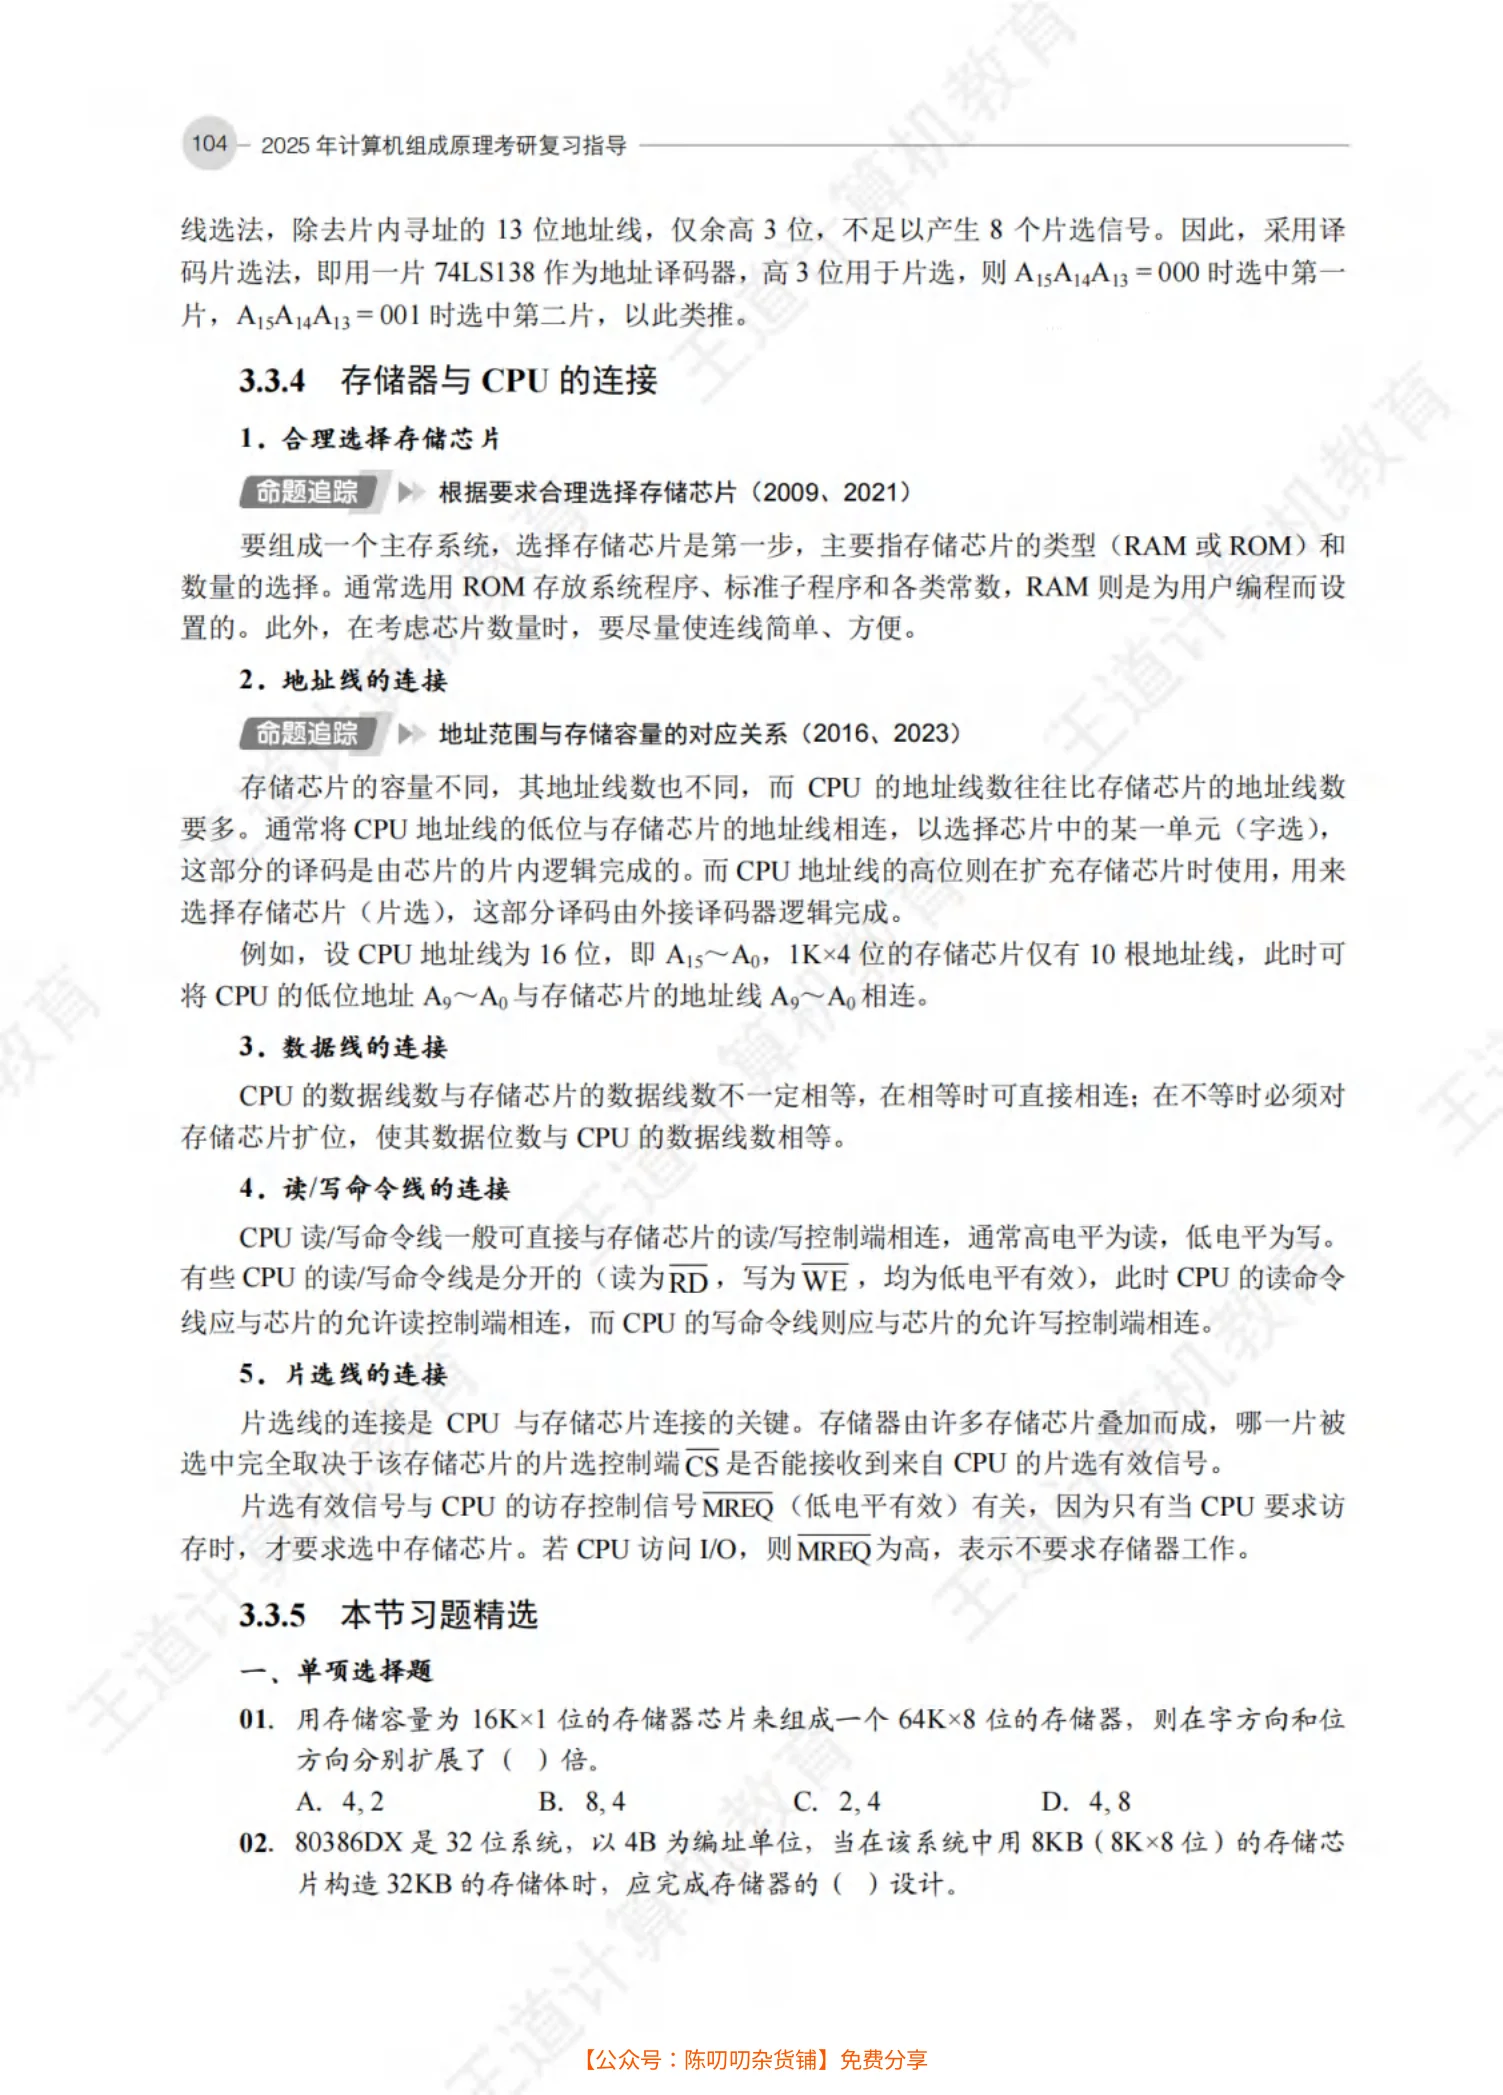 104 2025 年计算机组成原理考研复习指导
线选法，除去片内寻址的 13 位地址线，仅余高 3 位，不足以产生 8 个片选信号。因此，采用译
码片选法，即用一片 74LS138 作为地址译码器，高 3 位用于片选，则 A₁₅A₁₄A₁₃ = 000 时选中第一
片，A₁₅A₁₄A₁₃ = 001 时选中第二片，以此类推。
3.3.4 存储器与 CPU 的连接
1．合理选择存储芯片
命题追踪 根据要求合理选择存储芯片（2009、2021）
要组成一个主存系统，选择存储芯片是第一步，主要指存储芯片的类型（RAM 或 ROM）和
数量的选择。通常选用 ROM 存放系统程序、标准子程序和各类常数，RAM 则是为用户编程而设
置的。此外，在考虑芯片数量时，要尽量使连线简单、方便。
2．地址线的连接
命题追踪 地址范围与存储容量的对应关系（2016、2023）
存储芯片的容量不同，其地址线数也不同，而 CPU 的地址线数往往比存储芯片的地址线数
要多。通常将 CPU 地址线的低位与存储芯片的地址线相连，以选择芯片中的某一单元（字选），
这部分的译码是由芯片的片内逻辑完成的。而 CPU 地址线的高位则在扩充存储芯片时使用，用来
选择存储芯片（片选），这部分译码由外接译码器逻辑完成。
例如，设 CPU 地址线为 16 位，即 A₁₅～A₀，1K×4 位的存储芯片仅有 10 根地址线，此时可
将 CPU 的低位地址 A₉～A₀ 与存储芯片的地址线 A₉～A₀ 相连。
3．数据线的连接
CPU 的数据线数与存储芯片的数据线数不一定相等，在相等时可直接相连；在不等时必须对
存储芯片扩位，使其数据位数与 CPU 的数据线数相等。
4．读/写命令线的连接
CPU 读/写命令线一般可直接与存储芯片的读/写控制端相连，通常高电平为读，低电平为写。
有些 CPU 的读/写命令线是分开的（读为 R̅D̅，写为 W̅E̅，均为低电平有效），此时 CPU 的读命令
线应与芯片的允许读控制端相连，而 CPU 的写命令线则应与芯片的允许写控制端相连。
5．片选线的连接
片选线的连接是 CPU 与存储芯片连接的关键。存储器由许多存储芯片叠加而成，哪一片被
选中完全取决于该存储芯片的片选控制端 C̅S̅ 是否能接收到来自 CPU 的片选有效信号。
片选有效信号与 CPU 的访存控制信号 M̅R̅E̅Q̅（低电平有效）有关，因为只有当 CPU 要求访
存时，才要求选中存储芯片。若 CPU 访问 I/O，则 M̅R̅E̅Q̅ 为高，表示不要求存储器工作。
3.3.5 本节习题精选
一、单项选择题
01. 用存储容量为 16K×1 位的存储器芯片来组成一个 64K×8 位的存储器，则在字方向和位
方向分别扩展了（ ）倍。
A. 4, 2 B. 8, 4 C. 2, 4 D. 4, 8
02. 80386DX 是 32 位系统，以 4B 为编址单位，当在该系统中用 8KB（8K×8 位）的存储芯
片构造 32KB 的存储体时，应完成存储器的（ ）设计。
王道计算机教育
【公众号：陈叨叨杂货铺】免费分享